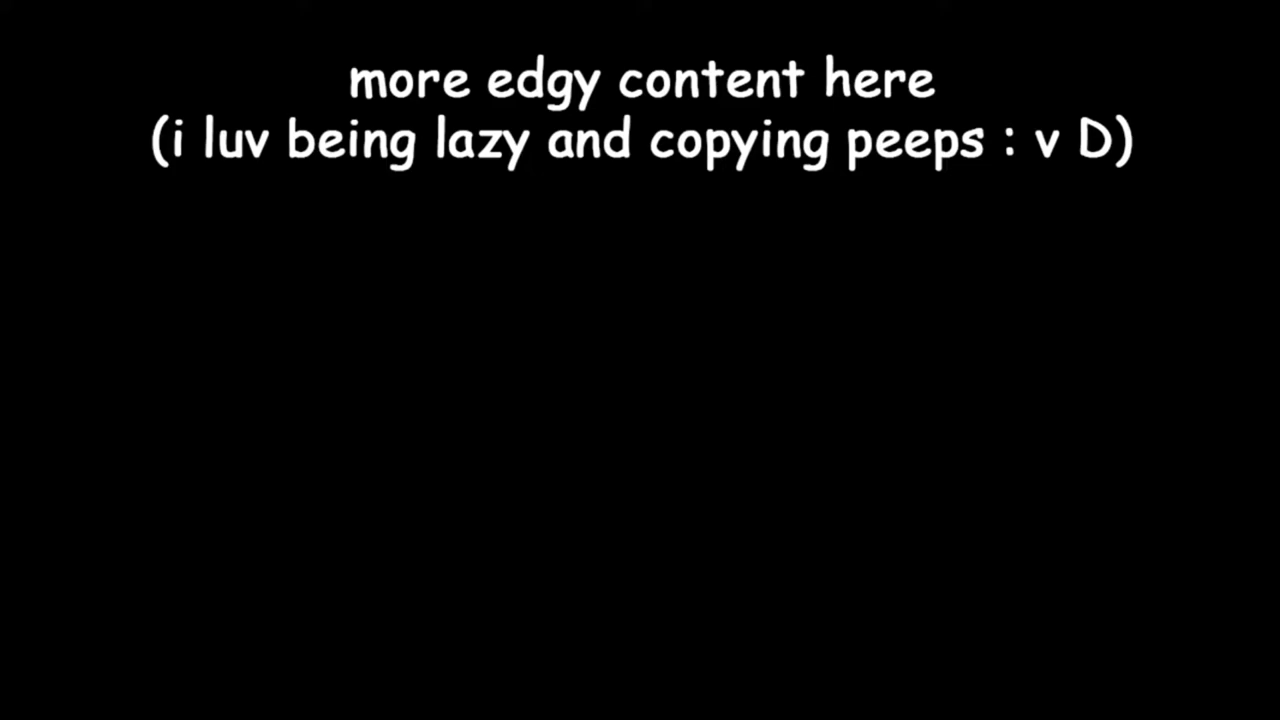 more edgy content here
(i luv being lazy and copying peeps : v D)